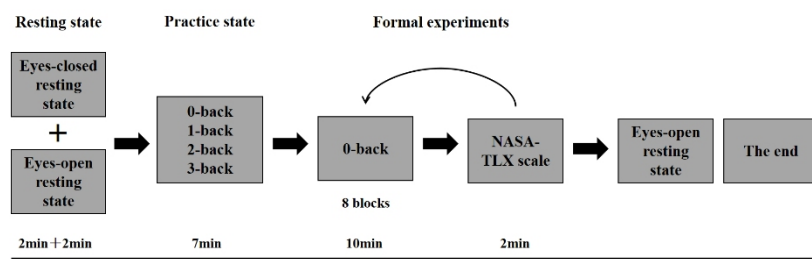 Resting state
Practice state
Formal experiments
Eyes-closed
resting
state
+
Eyes-open
resting
state
0-back
1-back
2-back
3-back
0-back
8 blocks
NASA-
TLX scale
Eyes-open
resting
state
The end
2min+2min
7min
10min
2min